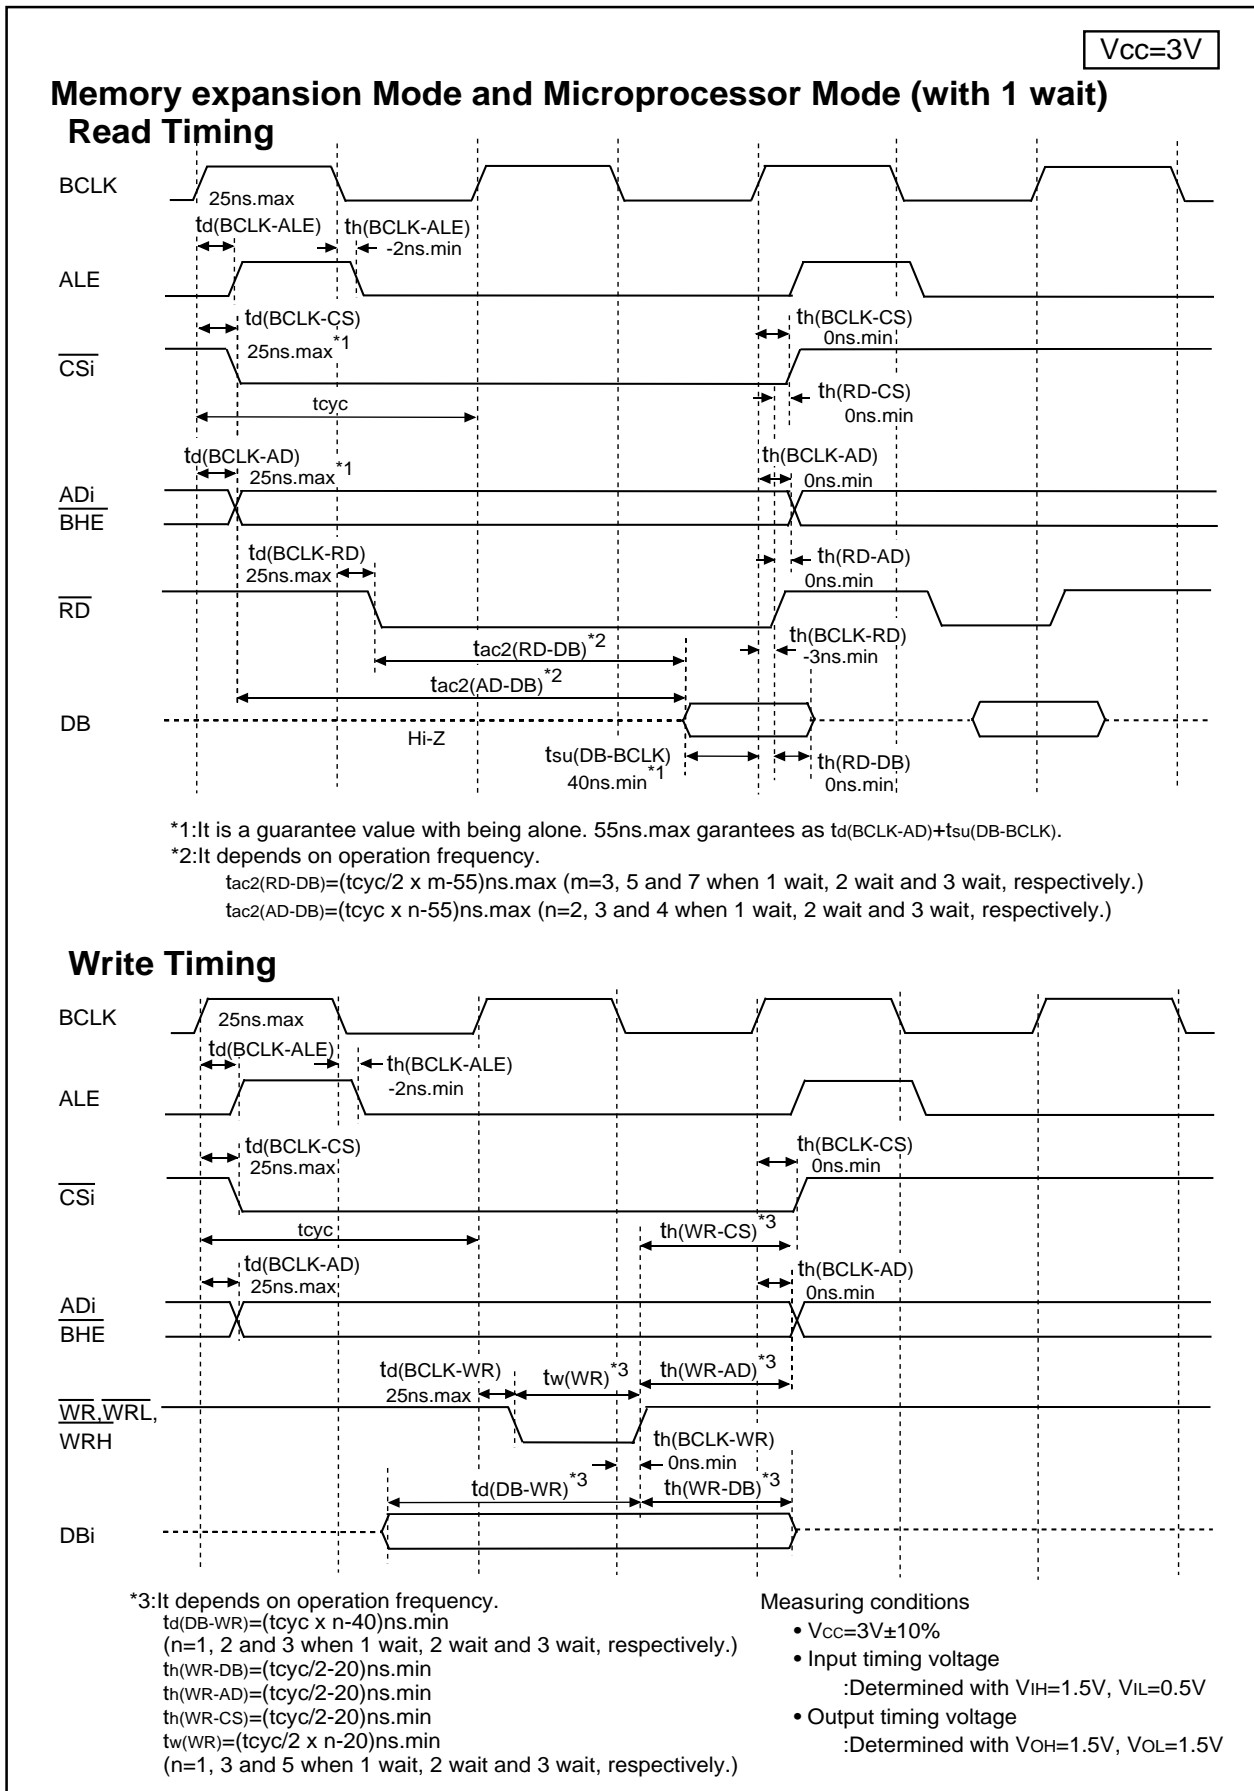 Vcc=3V
Memory expansion Mode and Microprocessor Mode (with 1 wait)
Read Timing
BCLK
25ns.max
td(BCLK-ALE)
th(BCLK-ALE)
-2ns.min
ALE
td(BCLK-CS)
25ns.max*1
th(BCLK-CS)
0ns.min
CSi
tcyc
th(RD-CS)
0ns.min
td(BCLK-AD)
25ns.max*1
th(BCLK-AD)
0ns.min
ADi
BHE
td(BCLK-RD)
25ns.max
th(RD-AD)
0ns.min
RD
tac2(RD-DB)*2
th(BCLK-RD)
-3ns.min
tac2(AD-DB)*2
DB
Hi-Z
tsu(DB-BCLK)
40ns.min*1
th(RD-DB)
0ns.min
*1:It is a guarantee value with being alone. 55ns.max garantees as td(BCLK-AD)+tsu(DB-BCLK).
*2:It depends on operation frequency.
tac2(RD-DB)=(tcyc/2 x m-55)ns.max (m=3, 5 and 7 when 1 wait, 2 wait and 3 wait, respectively.)
tac2(AD-DB)=(tcyc x n-55)ns.max (n=2, 3 and 4 when 1 wait, 2 wait and 3 wait, respectively.)
Write Timing
BCLK
25ns.max
td(BCLK-ALE)
th(BCLK-ALE)
-2ns.min
ALE
td(BCLK-CS)
25ns.max
th(BCLK-CS)
0ns.min
CSi
tcyc
th(WR-CS)*3
td(BCLK-AD)
25ns.max
th(BCLK-AD)
0ns.min
ADi
BHE
td(BCLK-WR)
25ns.max
tw(WR)*3
th(WR-AD)*3
WR,WRL,
WRH
th(BCLK-WR)
0ns.min
td(DB-WR)*3
th(WR-DB)*3
DBi
*3:It depends on operation frequency.
td(DB-WR)=(tcyc x n-40)ns.min
(n=1, 2 and 3 when 1 wait, 2 wait and 3 wait, respectively.)
th(WR-DB)=(tcyc/2-20)ns.min
th(WR-AD)=(tcyc/2-20)ns.min
th(WR-CS)=(tcyc/2-20)ns.min
tw(WR)=(tcyc/2 x n-20)ns.min
(n=1, 3 and 5 when 1 wait, 2 wait and 3 wait, respectively.)
Measuring conditions
• VCC=3V±10%
• Input timing voltage
:Determined with VIH=1.5V, VIL=0.5V
• Output timing voltage
:Determined with VOH=1.5V, VOL=1.5V